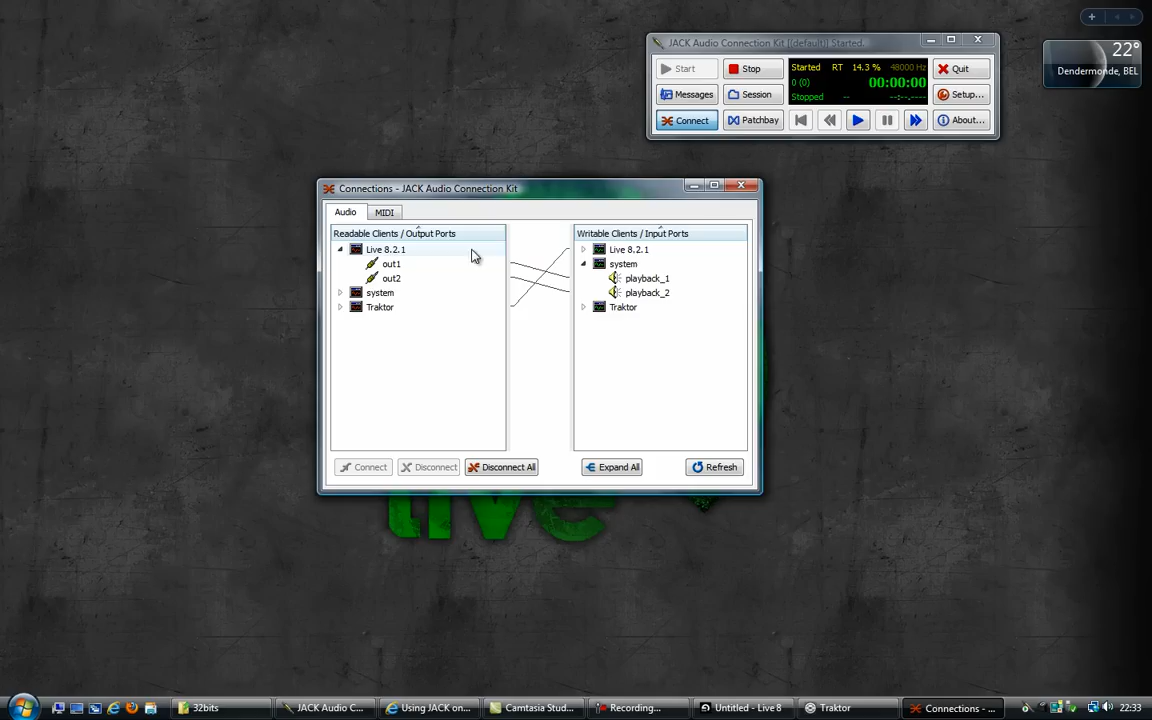 22°
Dendermonde, BEL
JACK Audio Connection Kit [(default)] Started.
Start
Stop
Started RT 14.3 % 48000 Hz
0 (0) 00:00:00
Stopped -- --:--.----
Quit
Messages
Session
Setup...
Connect
Patchbay
About...
Connections - JACK Audio Connection Kit
Audio
MIDI
Readable Clients / Output Ports
Writable Clients / Input Ports
Live 8.2.1
out1
out2
system
Traktor
Live 8.2.1
system
playback_1
playback_2
Traktor
Connect
Disconnect
Disconnect All
Expand All
Refresh
live
32bits
JACK Audio C...
Using JACK on...
Camtasia Stud...
Recording...
Untitled - Live 8
Traktor
Connections - ...
22:33